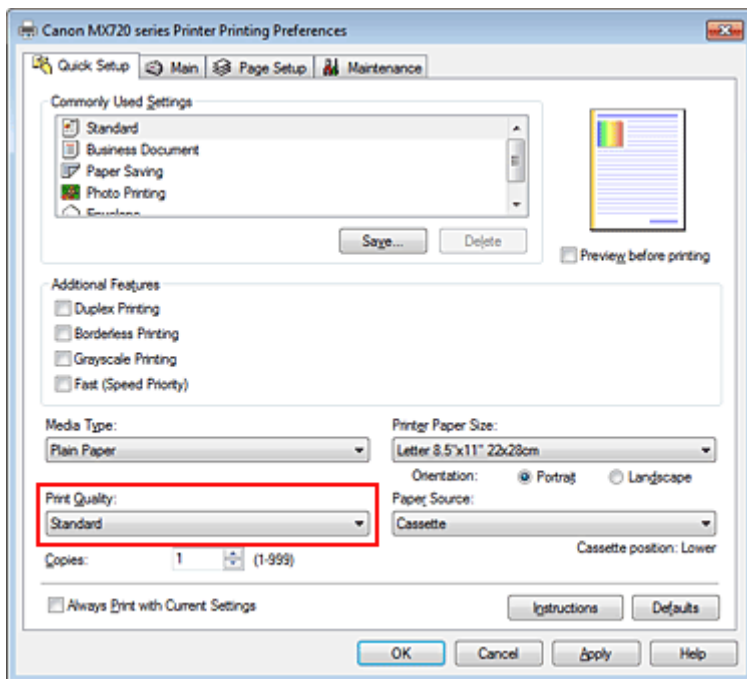 Canon MX720 series Printer Printing Preferences
Quick Setup Main Page Setup Maintenance
Commonly Used Settings
Standard
Business Document
Paper Saving
Photo Printing
Envelope
Save... Delete
Preview before printing
Additional Features
Duplex Printing
Borderless Printing
Grayscale Printing
Fast (Speed Priority)
Media Type: Printer Paper Size:
Plain Paper Letter 8.5"x11" 22x28cm
Orientation: Portrait Landscape
Print Quality: Paper Source:
Standard Cassette
Cassette position: Lower
Copies: 1 (1-999)
Always Print with Current Settings
Instructions Defaults
OK Cancel Apply Help